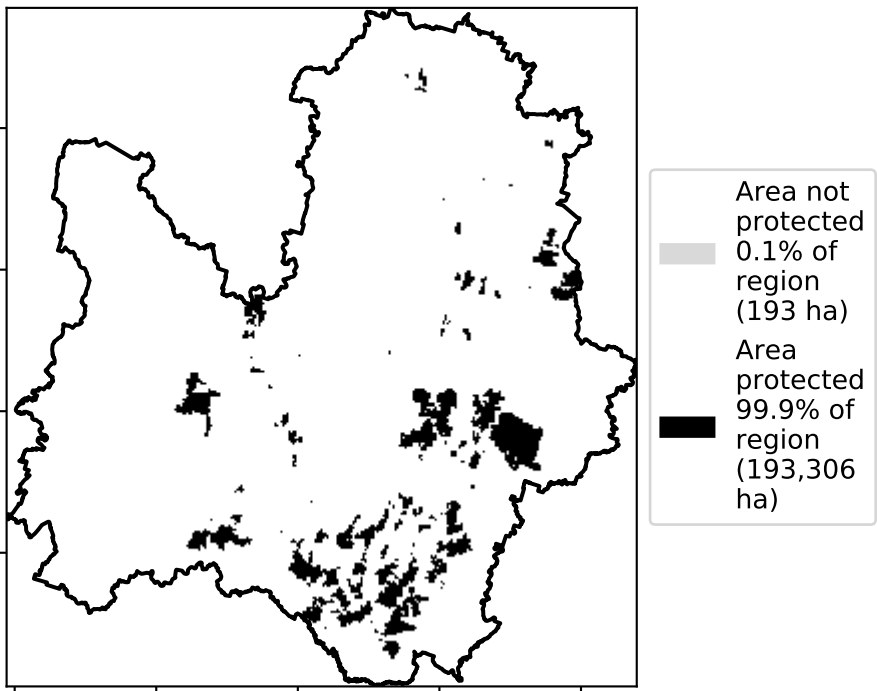 Area not
protected
0.1% of
region
(193 ha)
Area
protected
99.9% of
region
(193,306
ha)